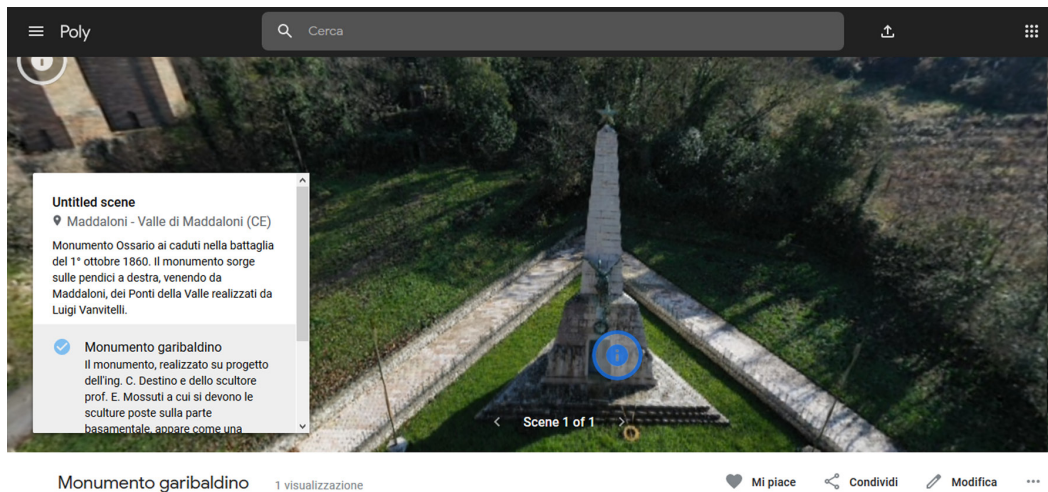 Poly
Cerca
Untitled scene
Maddaloni - Valle di Maddaloni (CE)
Monumento Ossario ai caduti nella battaglia
del 1° ottobre 1860. Il monumento sorge
sulle pendici a destra, venendo da
Maddaloni, dei Ponti della Valle realizzati da
Luigi Vanvitelli.
Monumento garibaldino
Il monumento, realizzato su progetto
dell'ing. C. Destino e dello scultore
prof. E. Mossuti a cui si devono le
sculture poste sulla parte
basamentale, appare come una
Scene 1 of 1
Monumento garibaldino 1 visualizzazione
Mi piace Condividi Modifica